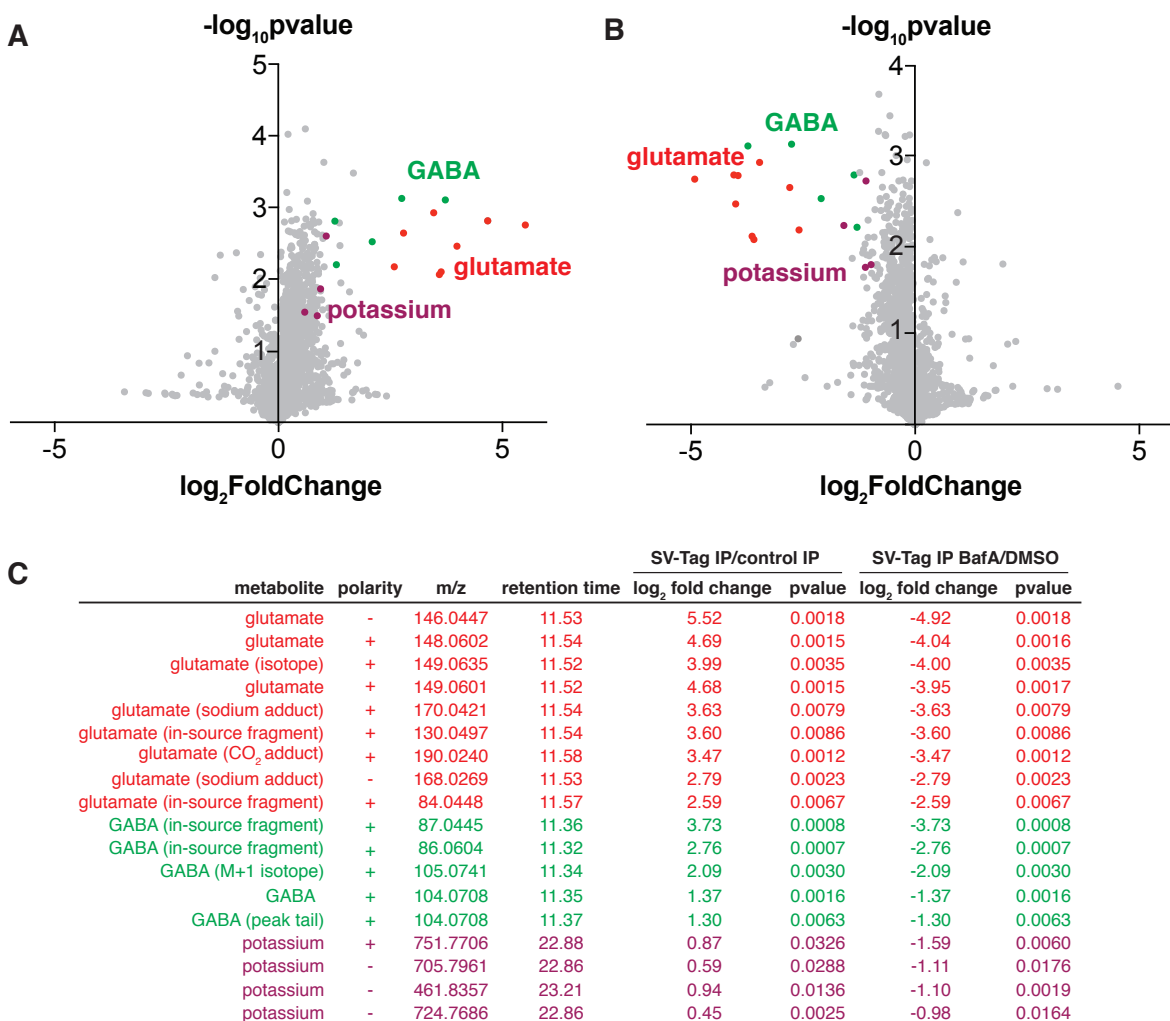 A
-log10pvalue
5
4
3
2
1
GABA
glutamate
potassium
-5 0 5
log2FoldChange
B
-log10pvalue
4
3
2
1
GABA
glutamate
potassium
-5 0 5
log2FoldChange
C
SV-Tag IP/control IP SV-Tag IP BafA/DMSO
metabolite polarity m/z retention time log2 fold change pvalue log2 fold change pvalue
glutamate - 146.0447 11.53 5.52 0.0018 -4.92 0.0018
glutamate + 148.0602 11.54 4.69 0.0015 -4.04 0.0016
glutamate (isotope) + 149.0635 11.52 3.99 0.0035 -4.00 0.0035
glutamate + 149.0601 11.52 4.68 0.0015 -3.95 0.0017
glutamate (sodium adduct) + 170.0421 11.54 3.63 0.0079 -3.63 0.0079
glutamate (in-source fragment) + 130.0497 11.54 3.60 0.0086 -3.60 0.0086
glutamate (CO2 adduct) + 190.0240 11.58 3.47 0.0012 -3.47 0.0012
glutamate (sodium adduct) - 168.0269 11.53 2.79 0.0023 -2.79 0.0023
glutamate (in-source fragment) + 84.0448 11.57 2.59 0.0067 -2.59 0.0067
GABA (in-source fragment) + 87.0445 11.36 3.73 0.0008 -3.73 0.0008
GABA (in-source fragment) + 86.0604 11.32 2.76 0.0007 -2.76 0.0007
GABA (M+1 isotope) + 105.0741 11.34 2.09 0.0030 -2.09 0.0030
GABA + 104.0708 11.35 1.37 0.0016 -1.37 0.0016
GABA (peak tail) + 104.0708 11.37 1.30 0.0063 -1.30 0.0063
potassium + 751.7706 22.88 0.87 0.0326 -1.59 0.0060
potassium - 705.7961 22.86 0.59 0.0288 -1.11 0.0176
potassium - 461.8357 23.21 0.94 0.0136 -1.10 0.0019
potassium - 724.7686 22.86 0.45 0.0025 -0.98 0.0164